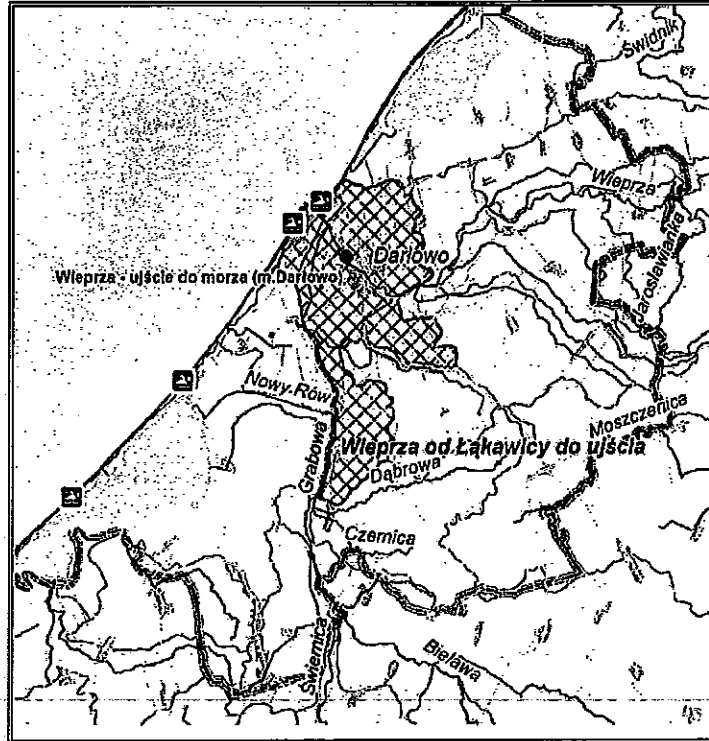 Świdnik
Wieprza
Jarosławianka
Darłowo
Wieprza - ujście do morza (m.Darłowo)
Nowy Rów
Moszczenica
Grabowa
Wieprza od Łąkawicy do ujścia
Dąbrowa
Czernica
Świernica
Bielawa